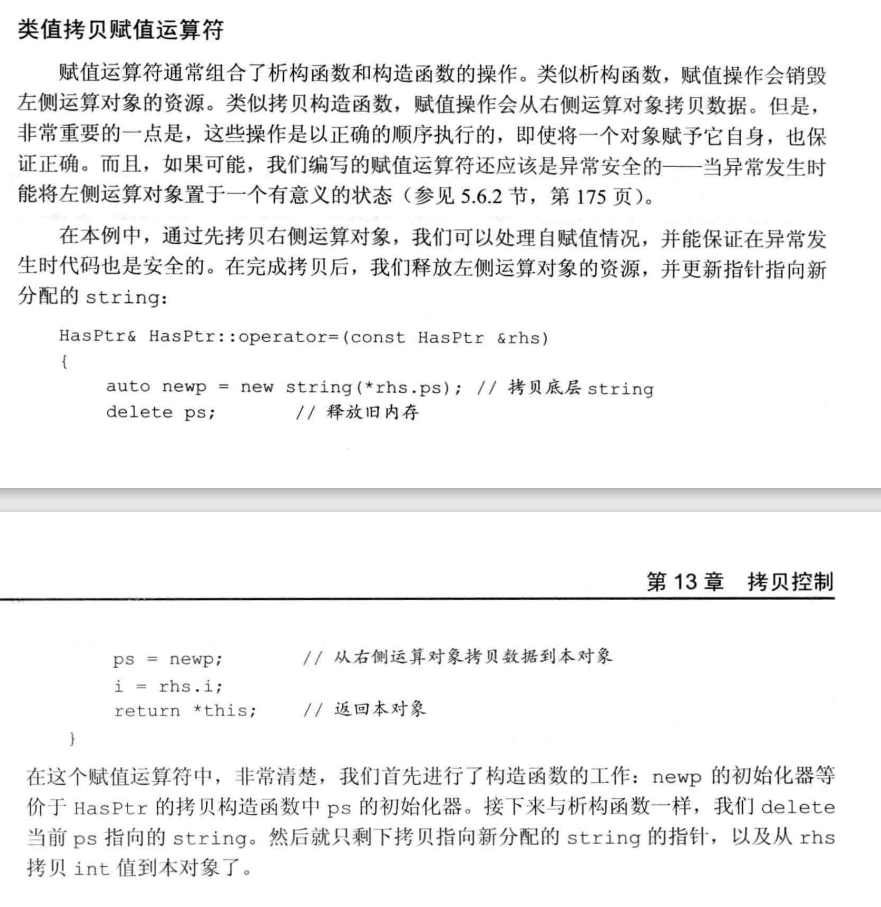 类值拷贝赋值运算符
赋值运算符通常组合了析构函数和构造函数的操作。类似析构函数，赋值操作会销毁
左侧运算对象的资源。类似拷贝构造函数，赋值操作会从右侧运算对象拷贝数据。但是，
非常重要的一点是，这些操作是以正确的顺序执行的，即使将一个对象赋予它自身，也保
证正确。而且，如果可能，我们编写的赋值运算符还应该是异常安全的——当异常发生时
能将左侧运算对象置于一个有意义的状态（参见 5.6.2 节，第 175 页）。
在本例中，通过先拷贝右侧运算对象，我们可以处理自赋值情况，并能保证在异常发
生时代码也是安全的。在完成拷贝后，我们释放左侧运算对象的资源，并更新指针指向新
分配的 string：
HasPtr& HasPtr::operator=(const HasPtr &rhs)
{
auto newp = new string(*rhs.ps); // 拷贝底层 string
delete ps; // 释放旧内存
第 13 章 拷贝控制
ps = newp; // 从右侧运算对象拷贝数据到本对象
i = rhs.i;
return *this; // 返回本对象
}
在这个赋值运算符中，非常清楚，我们首先进行了构造函数的工作：newp 的初始化器等
价于 HasPtr 的拷贝构造函数中 ps 的初始化器。接下来与析构函数一样，我们 delete
当前 ps 指向的 string。然后就只剩下拷贝指向新分配的 string 的指针，以及从 rhs
拷贝 int 值到本对象了。